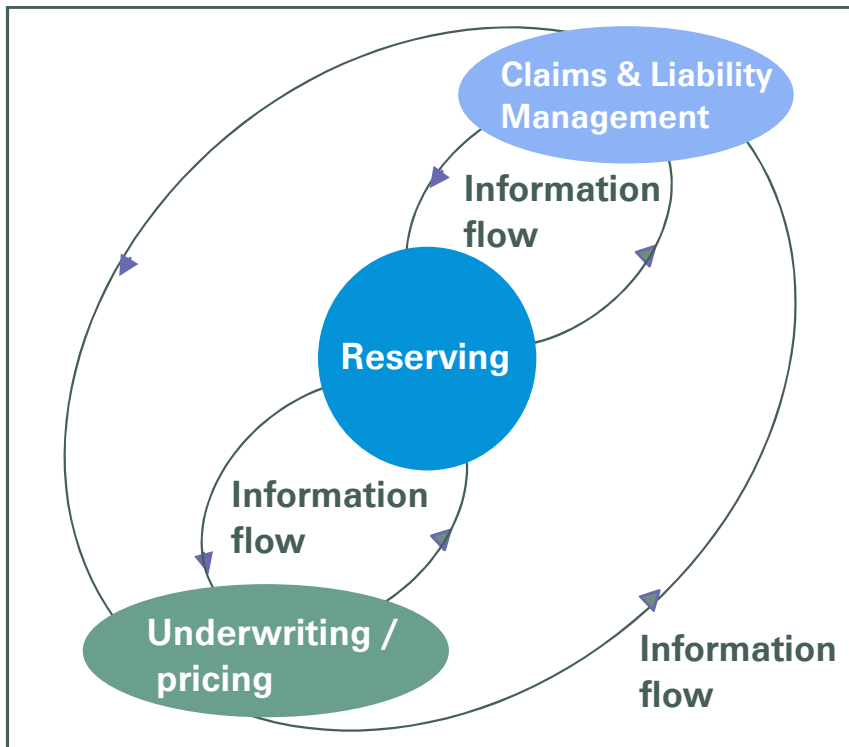 Claims & Liability
Management
Information
flow
Reserving
Information
flow
Underwriting /
pricing
Information
flow